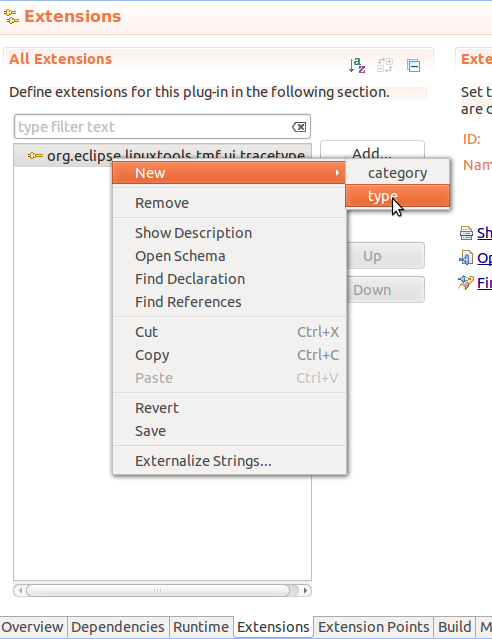 Extensions
All Extensions
Exte
Define extensions for this plug-in in the following section.
Set t
are c
type filter text
ID:
org.eclipse.linuxtools.tmf.ui.tracetype
Add...
Nam
New
category
type
Remove
Show Description
Sh
Open Schema
Up
Op
Find Declaration
Fin
Find References
Down
Cut Ctrl+X
Copy Ctrl+C
Paste Ctrl+V
Revert
Save
Externalize Strings...
Overview Dependencies Runtime Extensions Extension Points Build M